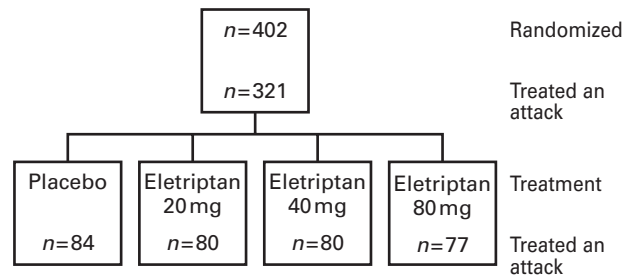 n=402
Randomized
n=321
Treated an
attack
Placebo
Eletriptan
20 mg
Eletriptan
40 mg
Eletriptan
80 mg
Treatment
n=84
n=80
n=80
n=77
Treated an
attack